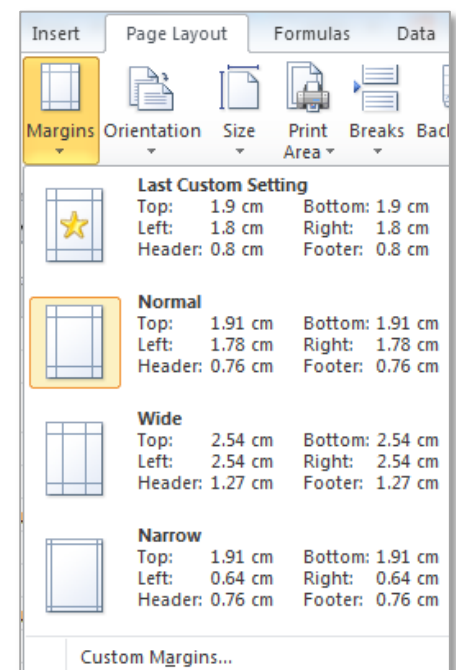 Insert Page Layout Formulas Data
Margins Orientation Size Print Area Breaks
Last Custom Setting
Top: 1.9 cm Bottom: 1.9 cm
Left: 1.8 cm Right: 1.8 cm
Header: 0.8 cm Footer: 0.8 cm
Normal
Top: 1.91 cm Bottom: 1.91 cm
Left: 1.78 cm Right: 1.78 cm
Header: 0.76 cm Footer: 0.76 cm
Wide
Top: 2.54 cm Bottom: 2.54 cm
Left: 2.54 cm Right: 2.54 cm
Header: 1.27 cm Footer: 1.27 cm
Narrow
Top: 1.91 cm Bottom: 1.91 cm
Left: 0.64 cm Right: 0.64 cm
Header: 0.76 cm Footer: 0.76 cm
Custom Margins...